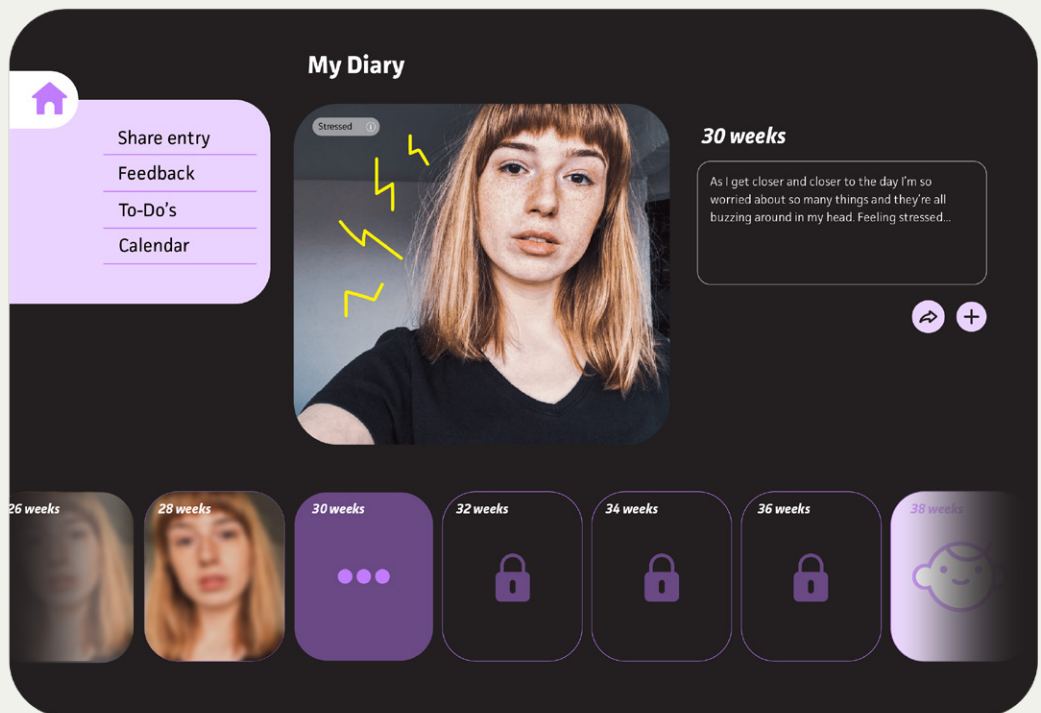 My Diary
Share entry
Feedback
To-Do's
Calendar
Stressed
30 weeks
As I get closer and closer to the day I'm so
worried about so many things and they're all
buzzing around in my head. Feeling stressed...
26 weeks
28 weeks
30 weeks
32 weeks
34 weeks
36 weeks
38 weeks